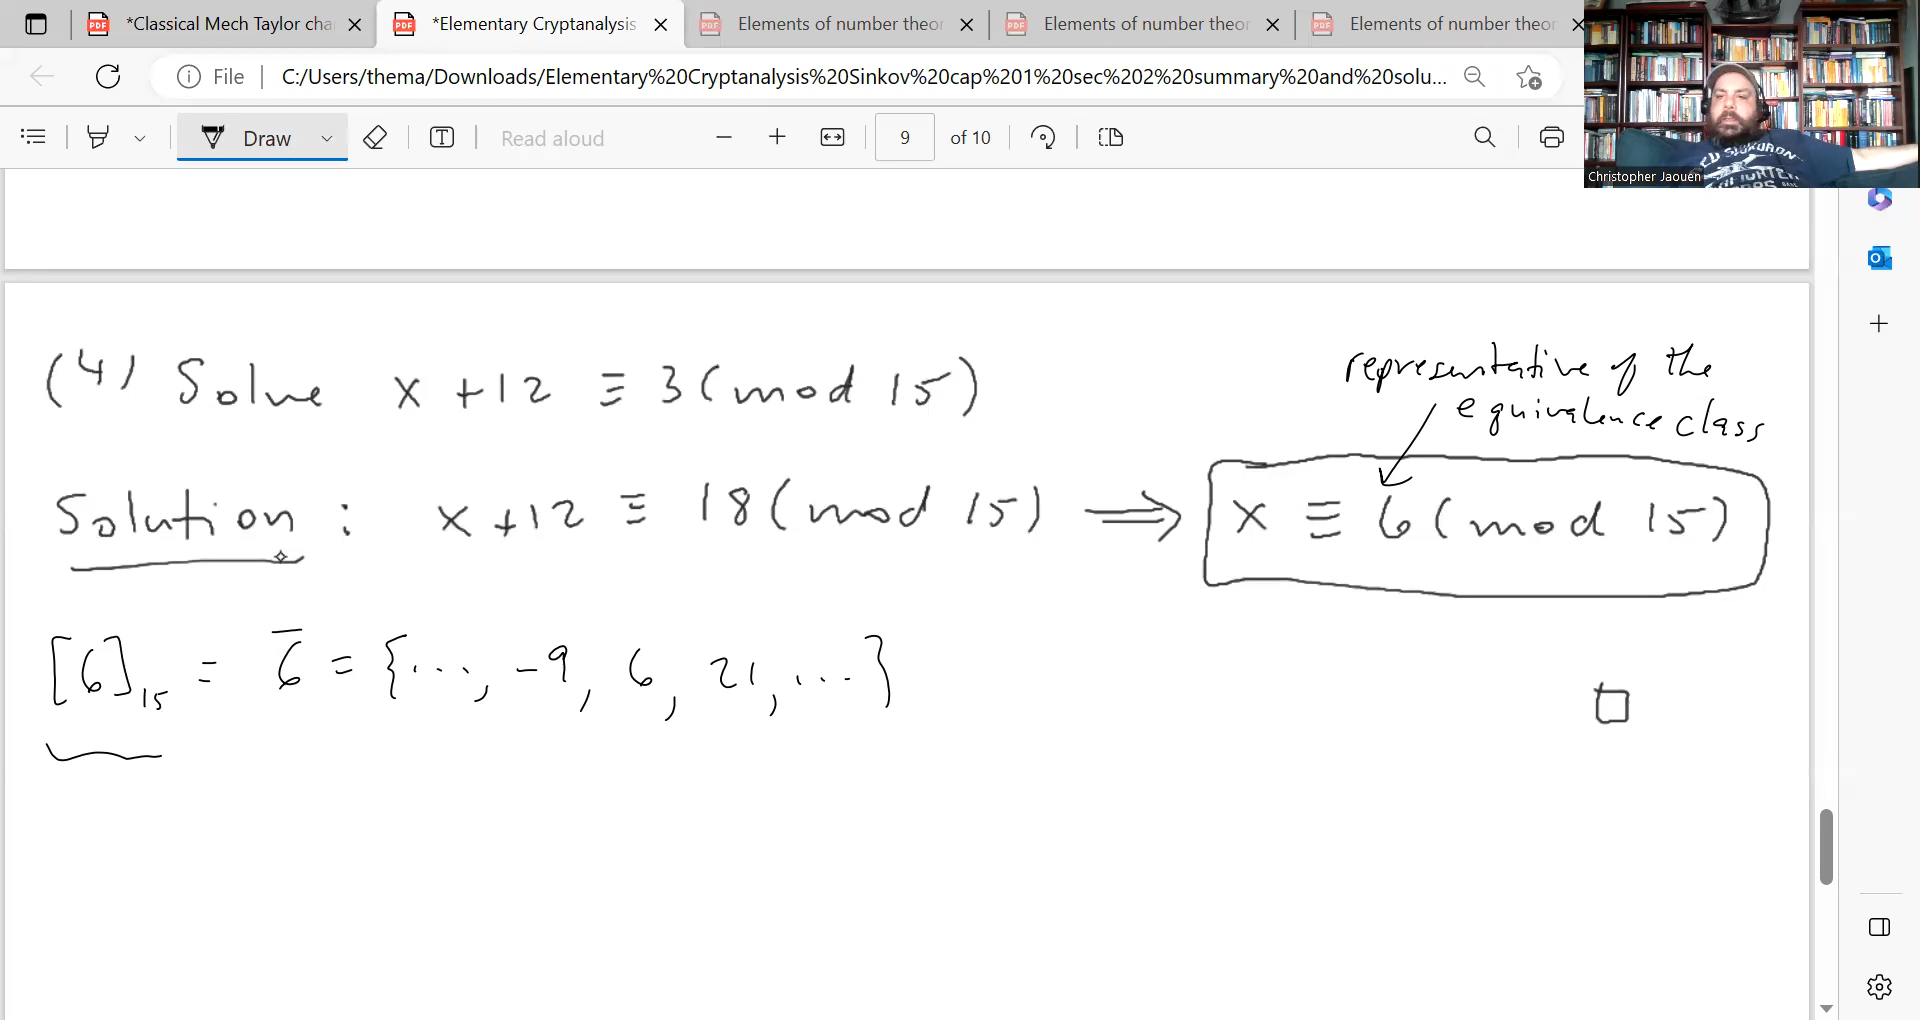 *Classical Mech Taylor cha
*Elementary Cryptanalysis
Elements of number theor
Elements of number theor
Elements of number theor
File
C:/Users/thema/Downloads/Elementary%20Cryptanalysis%20Sinkov%20cap%201%20sec%202%20summary%20and%20solu...
Draw
Read aloud
9 of 10
Christopher Jaouen
(4) Solve x + 12 ≡ 3 (mod 15)
representative of the
equivalence class
Solution : x + 12 ≡ 18 (mod 15) ⟹ x ≡ 6 (mod 15)
[6]₁₅ = 6̅ = {..., -9, 6, 21, ...}